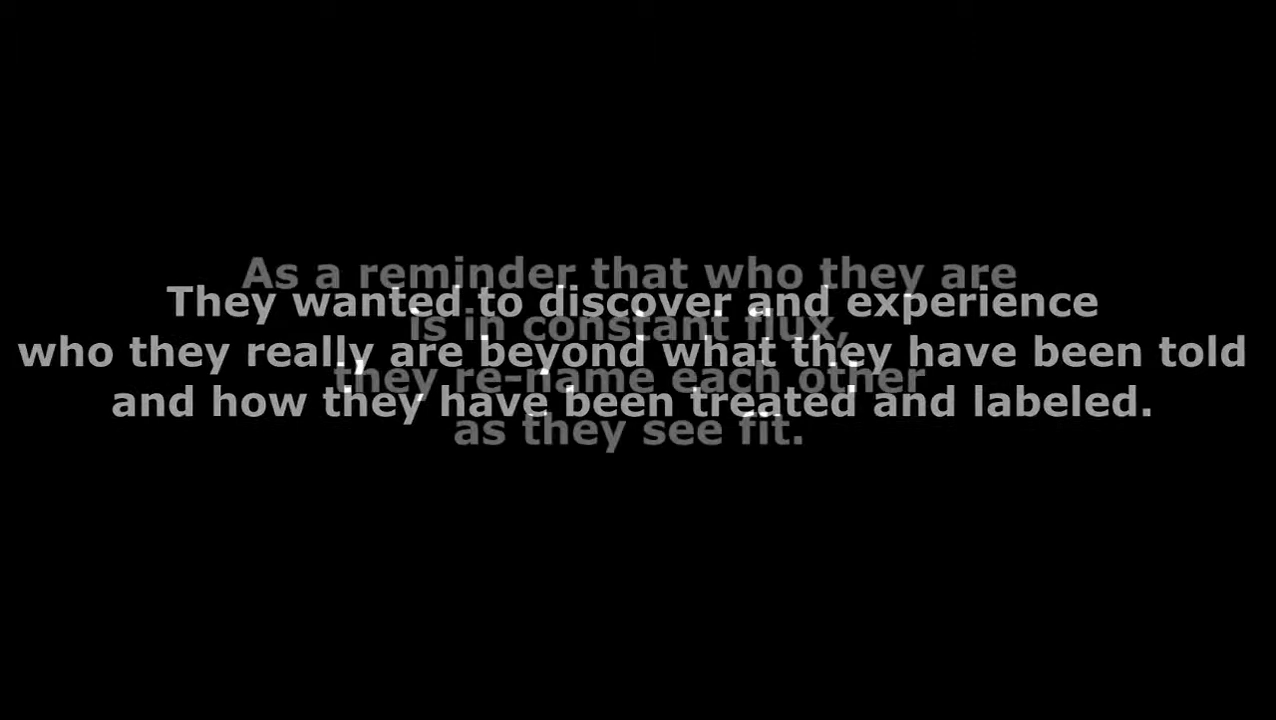 As a reminder that who they are
They wanted to discover and experience
is in constant flux,
who they really are beyond what they have been told
they re-name each other
and how they have been treated and labeled.
as they see fit.